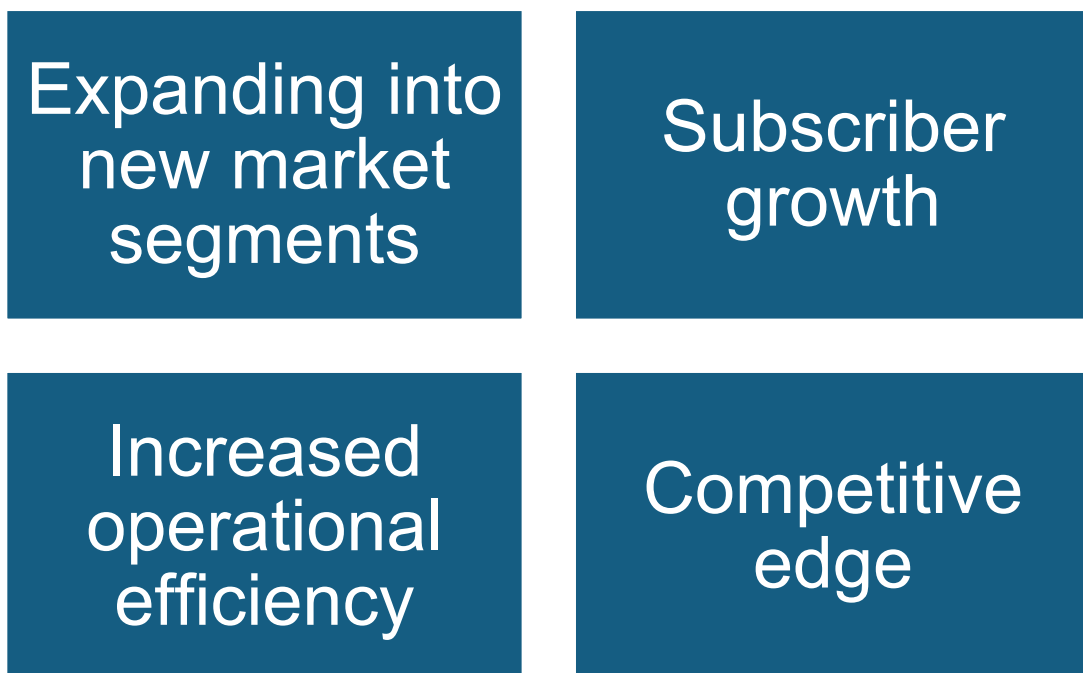 Expanding into
new market
segments
Subscriber
growth
Increased
operational
efficiency
Competitive
edge